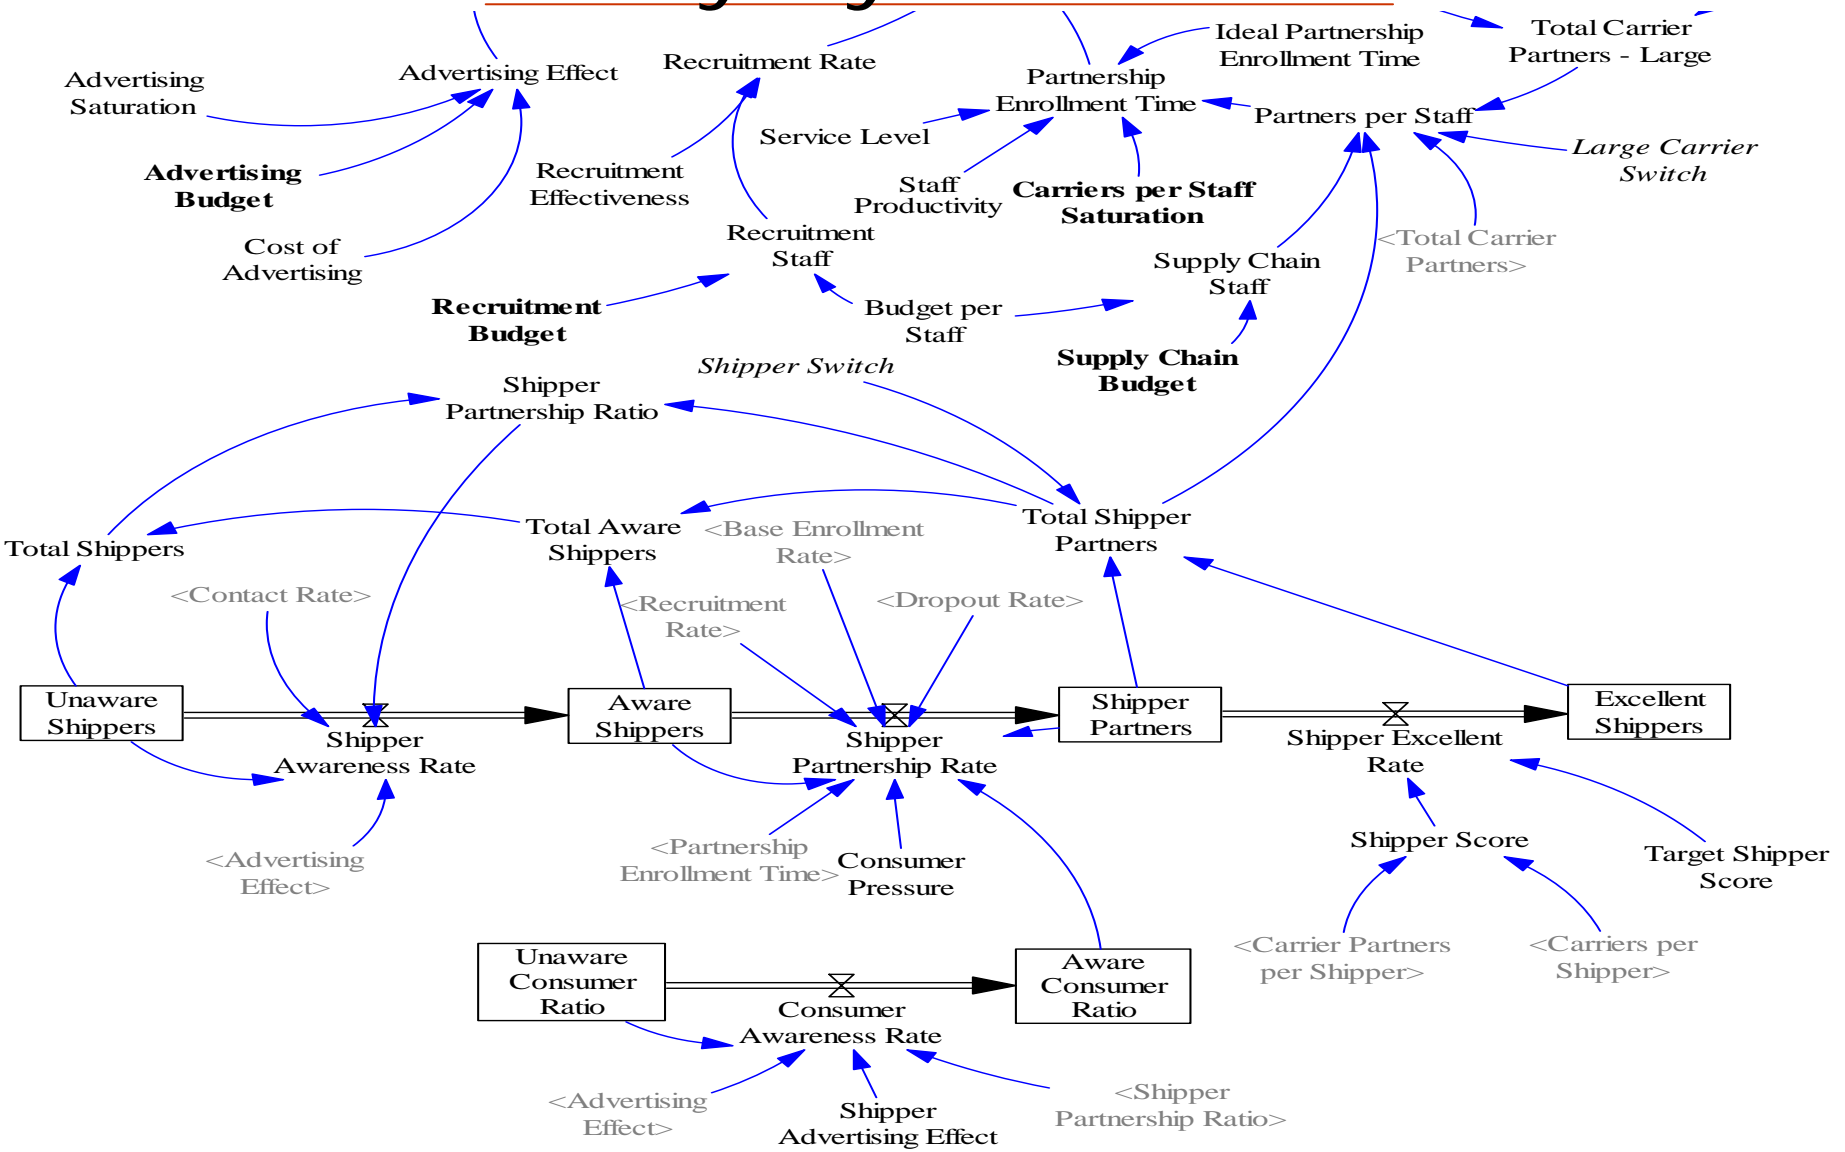 Ideal Partnership
Enrollment Time
Total Carrier
Partners - Large
Advertising
Saturation
Advertising Effect
Recruitment Rate
Partnership
Enrollment Time
Partners per Staff
Service Level
Large Carrier
Switch
Advertising
Budget
Recruitment
Effectiveness
Staff
Productivity
Carriers per Staff
Saturation
Cost of
Advertising
Recruitment
Staff
Supply Chain
Staff
<Total Carrier
Partners>
Recruitment
Budget
Budget per
Staff
Supply Chain
Budget
Shipper Switch
Shipper
Partnership Ratio
Total Shippers
Total Aware
Shippers
<Base Enrollment
Rate>
Total Shipper
Partners
<Contact Rate>
<Recruitment
Rate>
<Dropout Rate>
Unaware
Shippers
Shipper
Awareness Rate
Aware
Shippers
Shipper
Partnership Rate
Shipper
Partners
Shipper Excellent
Rate
Excellent
Shippers
<Advertising
Effect>
<Partnership
Enrollment Time>
Consumer
Pressure
Shipper Score
Target Shipper
Score
<Carrier Partners
per Shipper>
<Carriers per
Shipper>
Unaware
Consumer
Ratio
Consumer
Awareness Rate
Aware
Consumer
Ratio
<Advertising
Effect>
Shipper
Advertising Effect
<Shipper
Partnership Ratio>